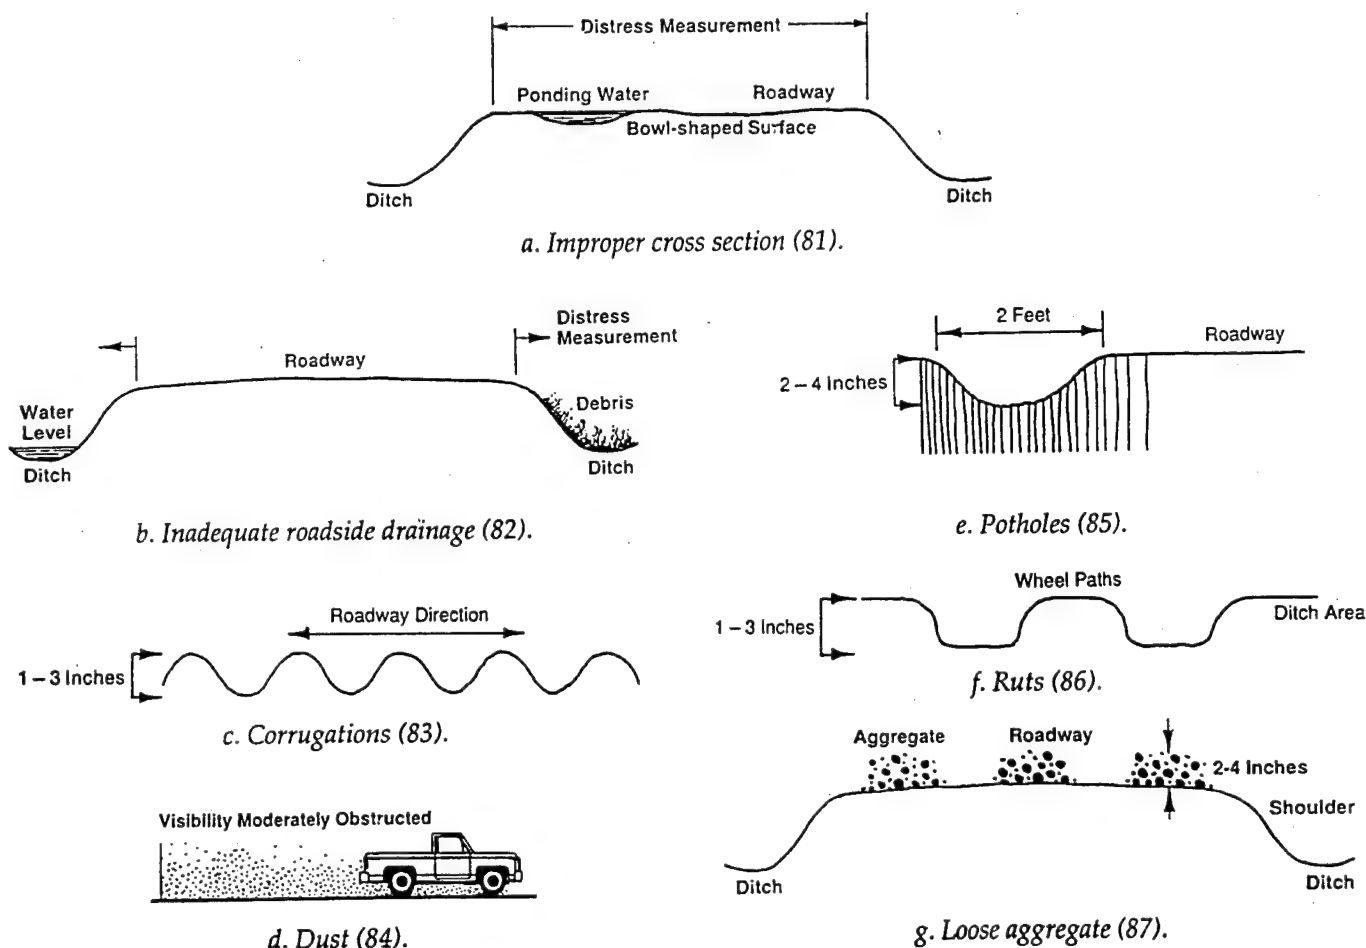 Distress Measurement
Ponding Water
Roadway
Bowl-shaped Surface
Ditch
Ditch
a. Improper cross section (81).
Distress
Measurement
Roadway
Water
Level
Debris
Ditch
Ditch
b. Inadequate roadside drainage (82).
Roadway Direction
1 – 3 Inches
c. Corrugations (83).
Visibility Moderately Obstructed
d. Dust (84).
2 Feet
Roadway
2 – 4 Inches
e. Potholes (85).
Wheel Paths
1 – 3 Inches
Ditch Area
f. Ruts (86).
Aggregate
Roadway
2-4 Inches
Shoulder
Ditch
Ditch
g. Loose aggregate (87).